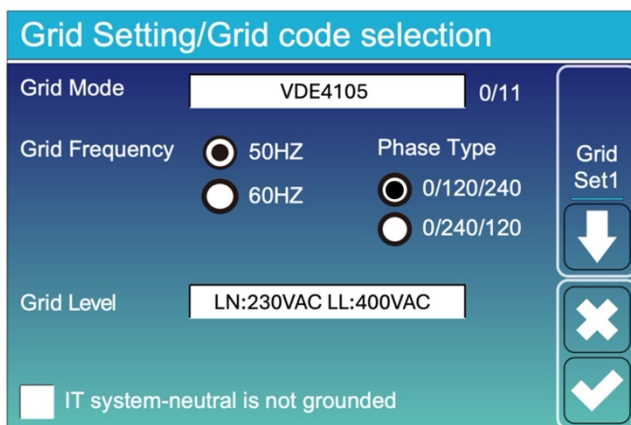 Grid Setting/Grid code selection
Grid Mode VDE4105 0/11
Grid Frequency 50HZ Phase Type
60HZ 0/120/240
0/240/120
Grid Set1
Grid Level LN:230VAC LL:400VAC
IT system-neutral is not grounded